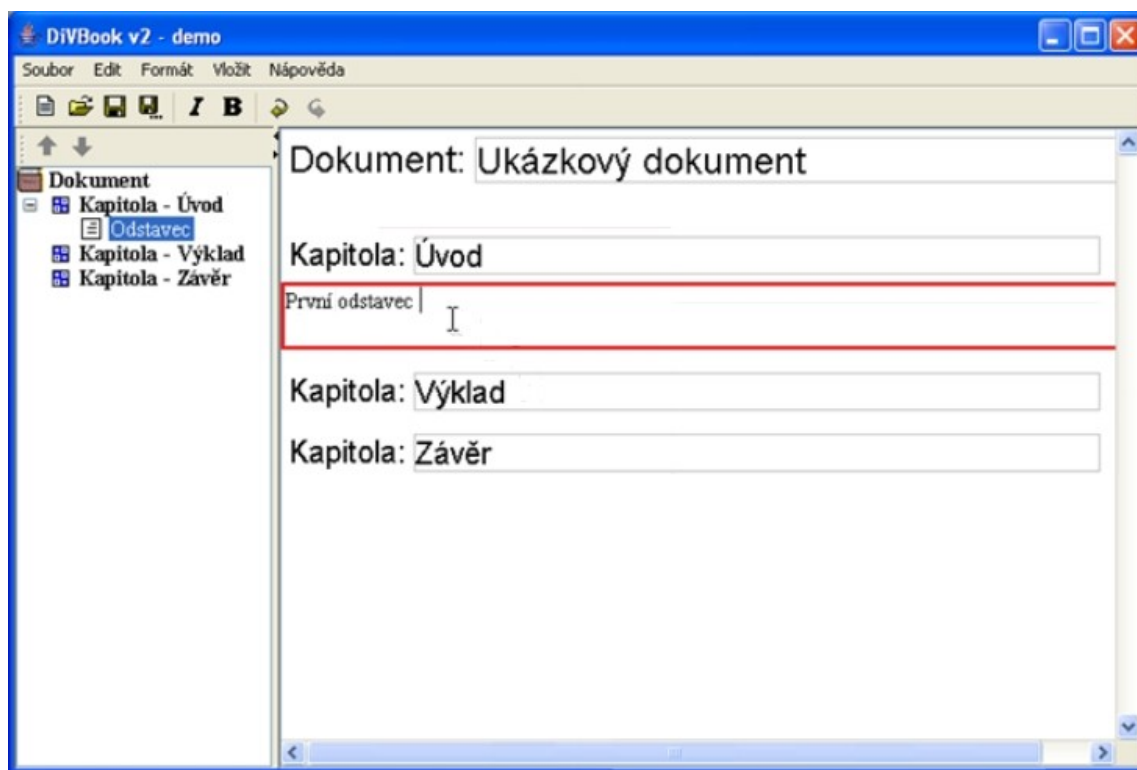 DiVBook v2 - demo
Soubor Edit Formát Vložit Nápověda
I B
Dokument
Kapitola - Úvod
Odstavec
Kapitola - Výklad
Kapitola - Závěr
Dokument: Ukázkový dokument
Kapitola: Úvod
První odstavec
Kapitola: Výklad
Kapitola: Závěr